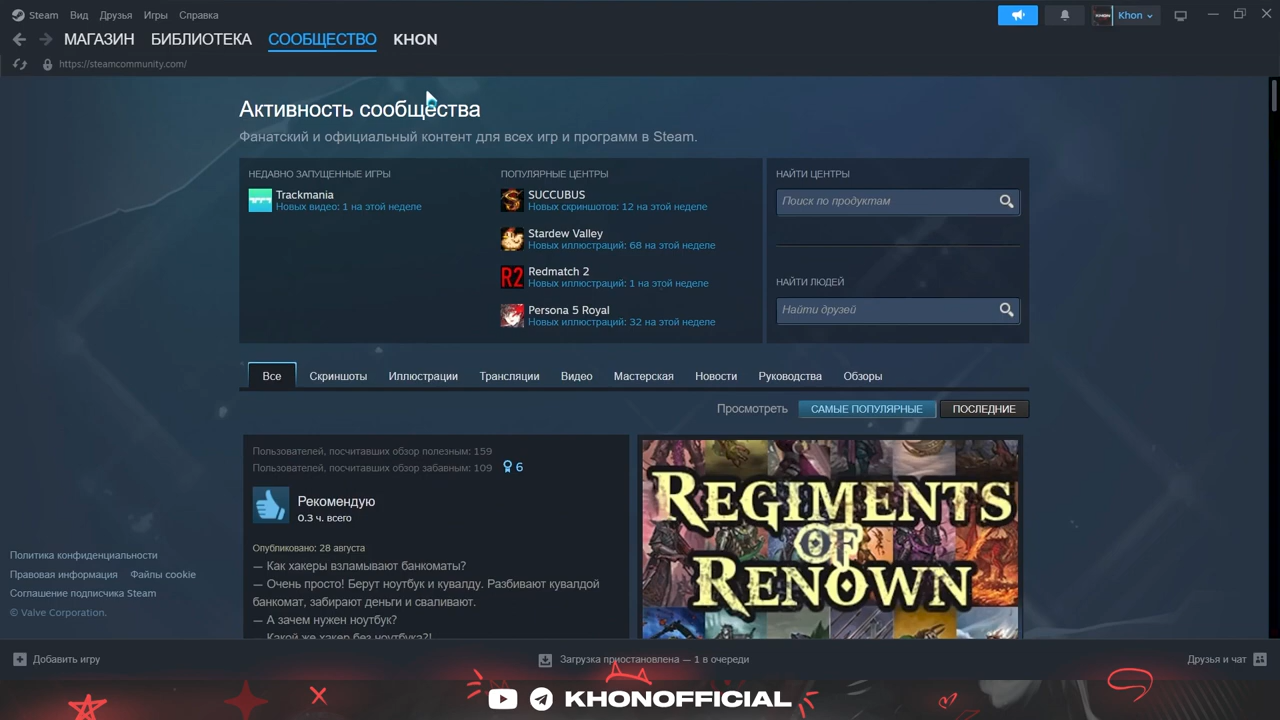 Steam Вид Друзья Игры Справка
Khon
МАГАЗИН БИБЛИОТЕКА СООБЩЕСТВО KHON
https://steamcommunity.com/
Активность сообщества
Фанатский и официальный контент для всех игр и программ в Steam.
НЕДАВНО ЗАПУЩЕННЫЕ ИГРЫ
Trackmania
Новых видео: 1 на этой неделе
ПОПУЛЯРНЫЕ ЦЕНТРЫ
SUCCUBUS
Новых скриншотов: 12 на этой неделе
Stardew Valley
Новых иллюстраций: 68 на этой неделе
R2
Redmatch 2
Новых иллюстраций: 1 на этой неделе
Persona 5 Royal
Новых иллюстраций: 32 на этой неделе
НАЙТИ ЦЕНТРЫ
Поиск по продуктам
НАЙТИ ЛЮДЕЙ
Найти друзей
Все Скриншоты Иллюстрации Трансляции Видео Мастерская Новости Руководства Обзоры
Просмотреть САМЫЕ ПОПУЛЯРНЫЕ ПОСЛЕДНИЕ
Пользователей, посчитавших обзор полезным: 159
Пользователей, посчитавших обзор забавным: 109 6
Рекомендую
0.3 ч. всего
Опубликовано: 28 августа
— Как хакеры взламывают банкоматы?
— Очень просто! Берут ноутбук и кувалду. Разбивают кувалдой
банкомат, забирают деньги и сваливают.
— А зачем нужен ноутбук?
— Какой же хакер без ноутбука?!
REGIMENTS
OF
RENOWN
Политика конфиденциальности
Правовая информация Файлы cookie
Соглашение подписчика Steam
© Valve Corporation.
Добавить игру
Загрузка приостановлена — 1 в очереди
Друзья и чат
KHONOFFICIAL